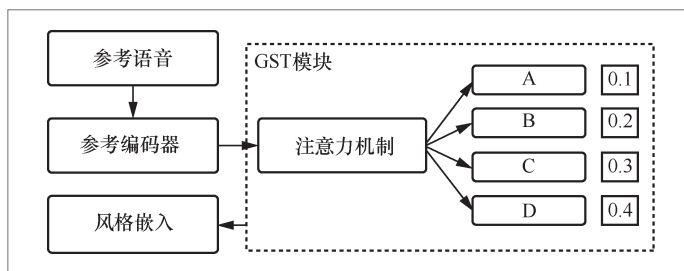 参考语音
参考编码器
风格嵌入
GST模块
注意力机制
A 0.1
B 0.2
C 0.3
D 0.4